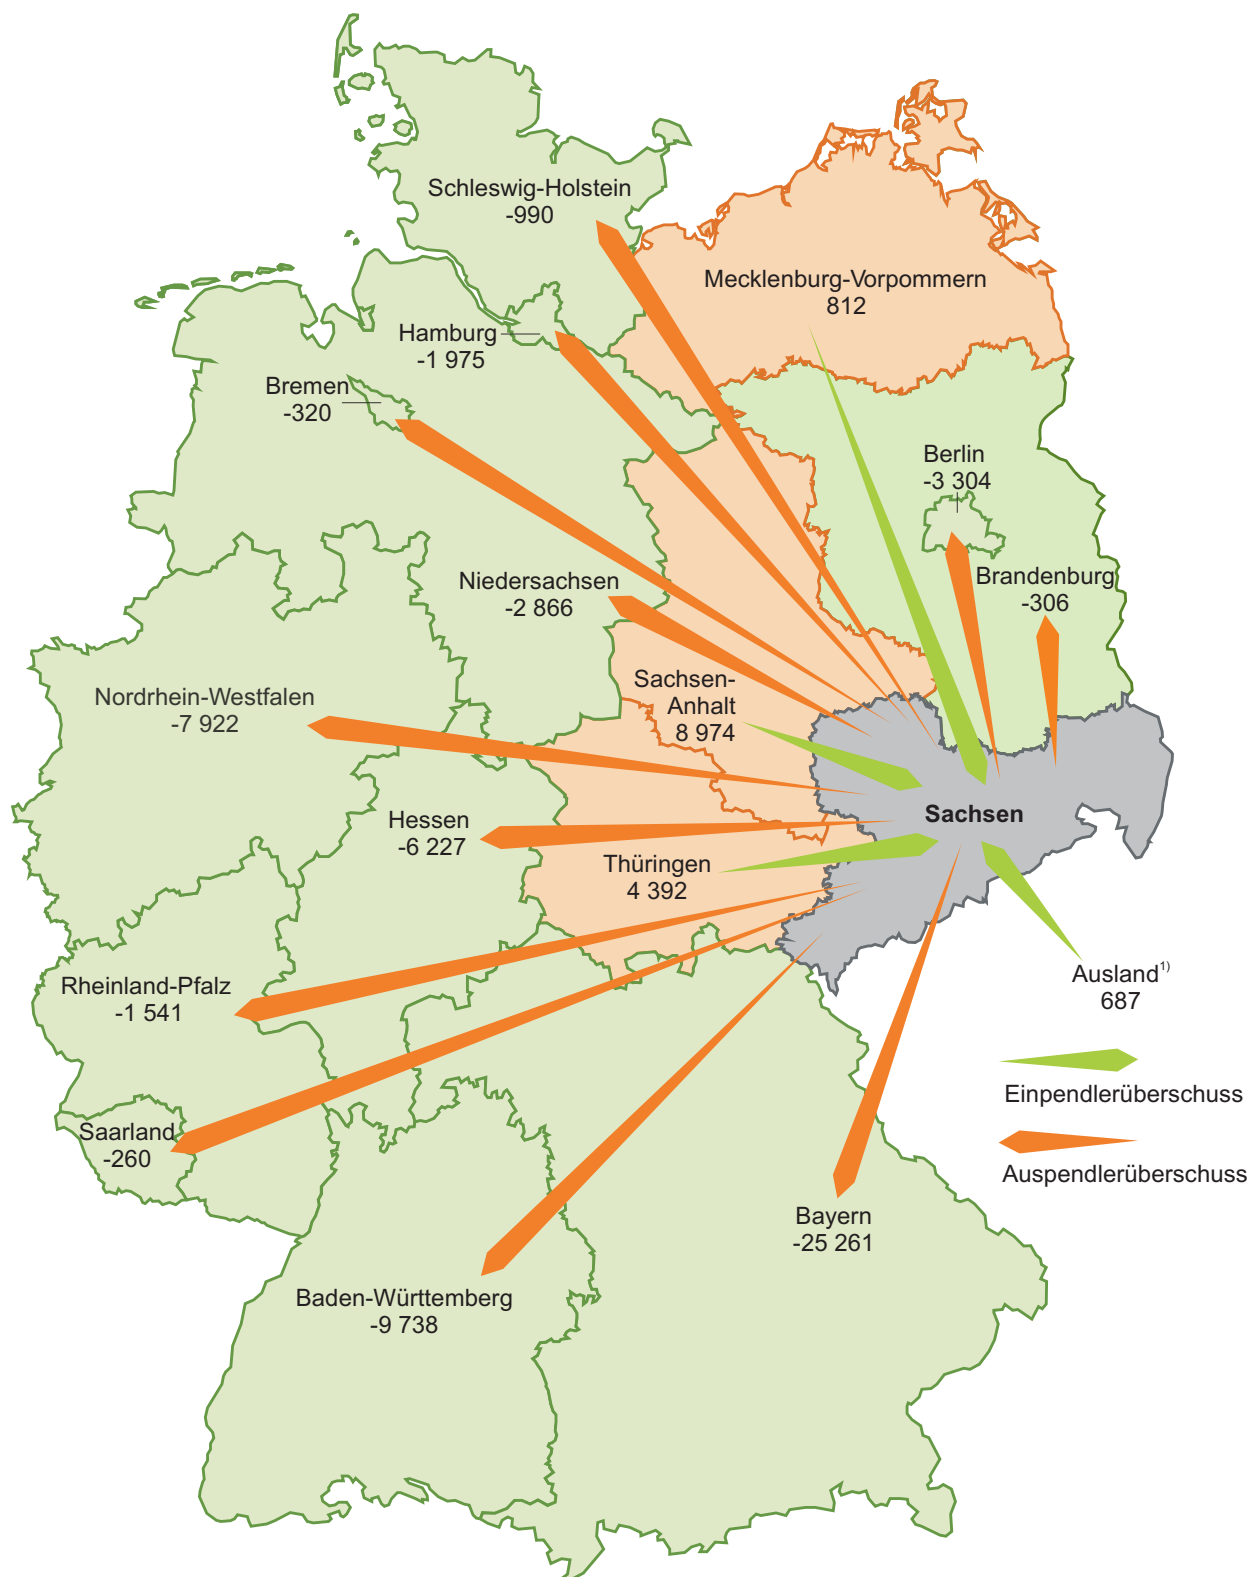 Schleswig-Holstein
-990
Mecklenburg-Vorpommern
812
Hamburg
-1 975
Bremen
-320
Berlin
-3 304
Brandenburg
-306
Niedersachsen
-2 866
Sachsen-
Anhalt
8 974
Nordrhein-Westfalen
-7 922
Sachsen
Hessen
-6 227
Thüringen
4 392
Ausland1)
687
Rheinland-Pfalz
-1 541
Einpendlerüberschuss
Saarland
-260
Auspendlerüberschuss
Bayern
-25 261
Baden-Württemberg
-9 738